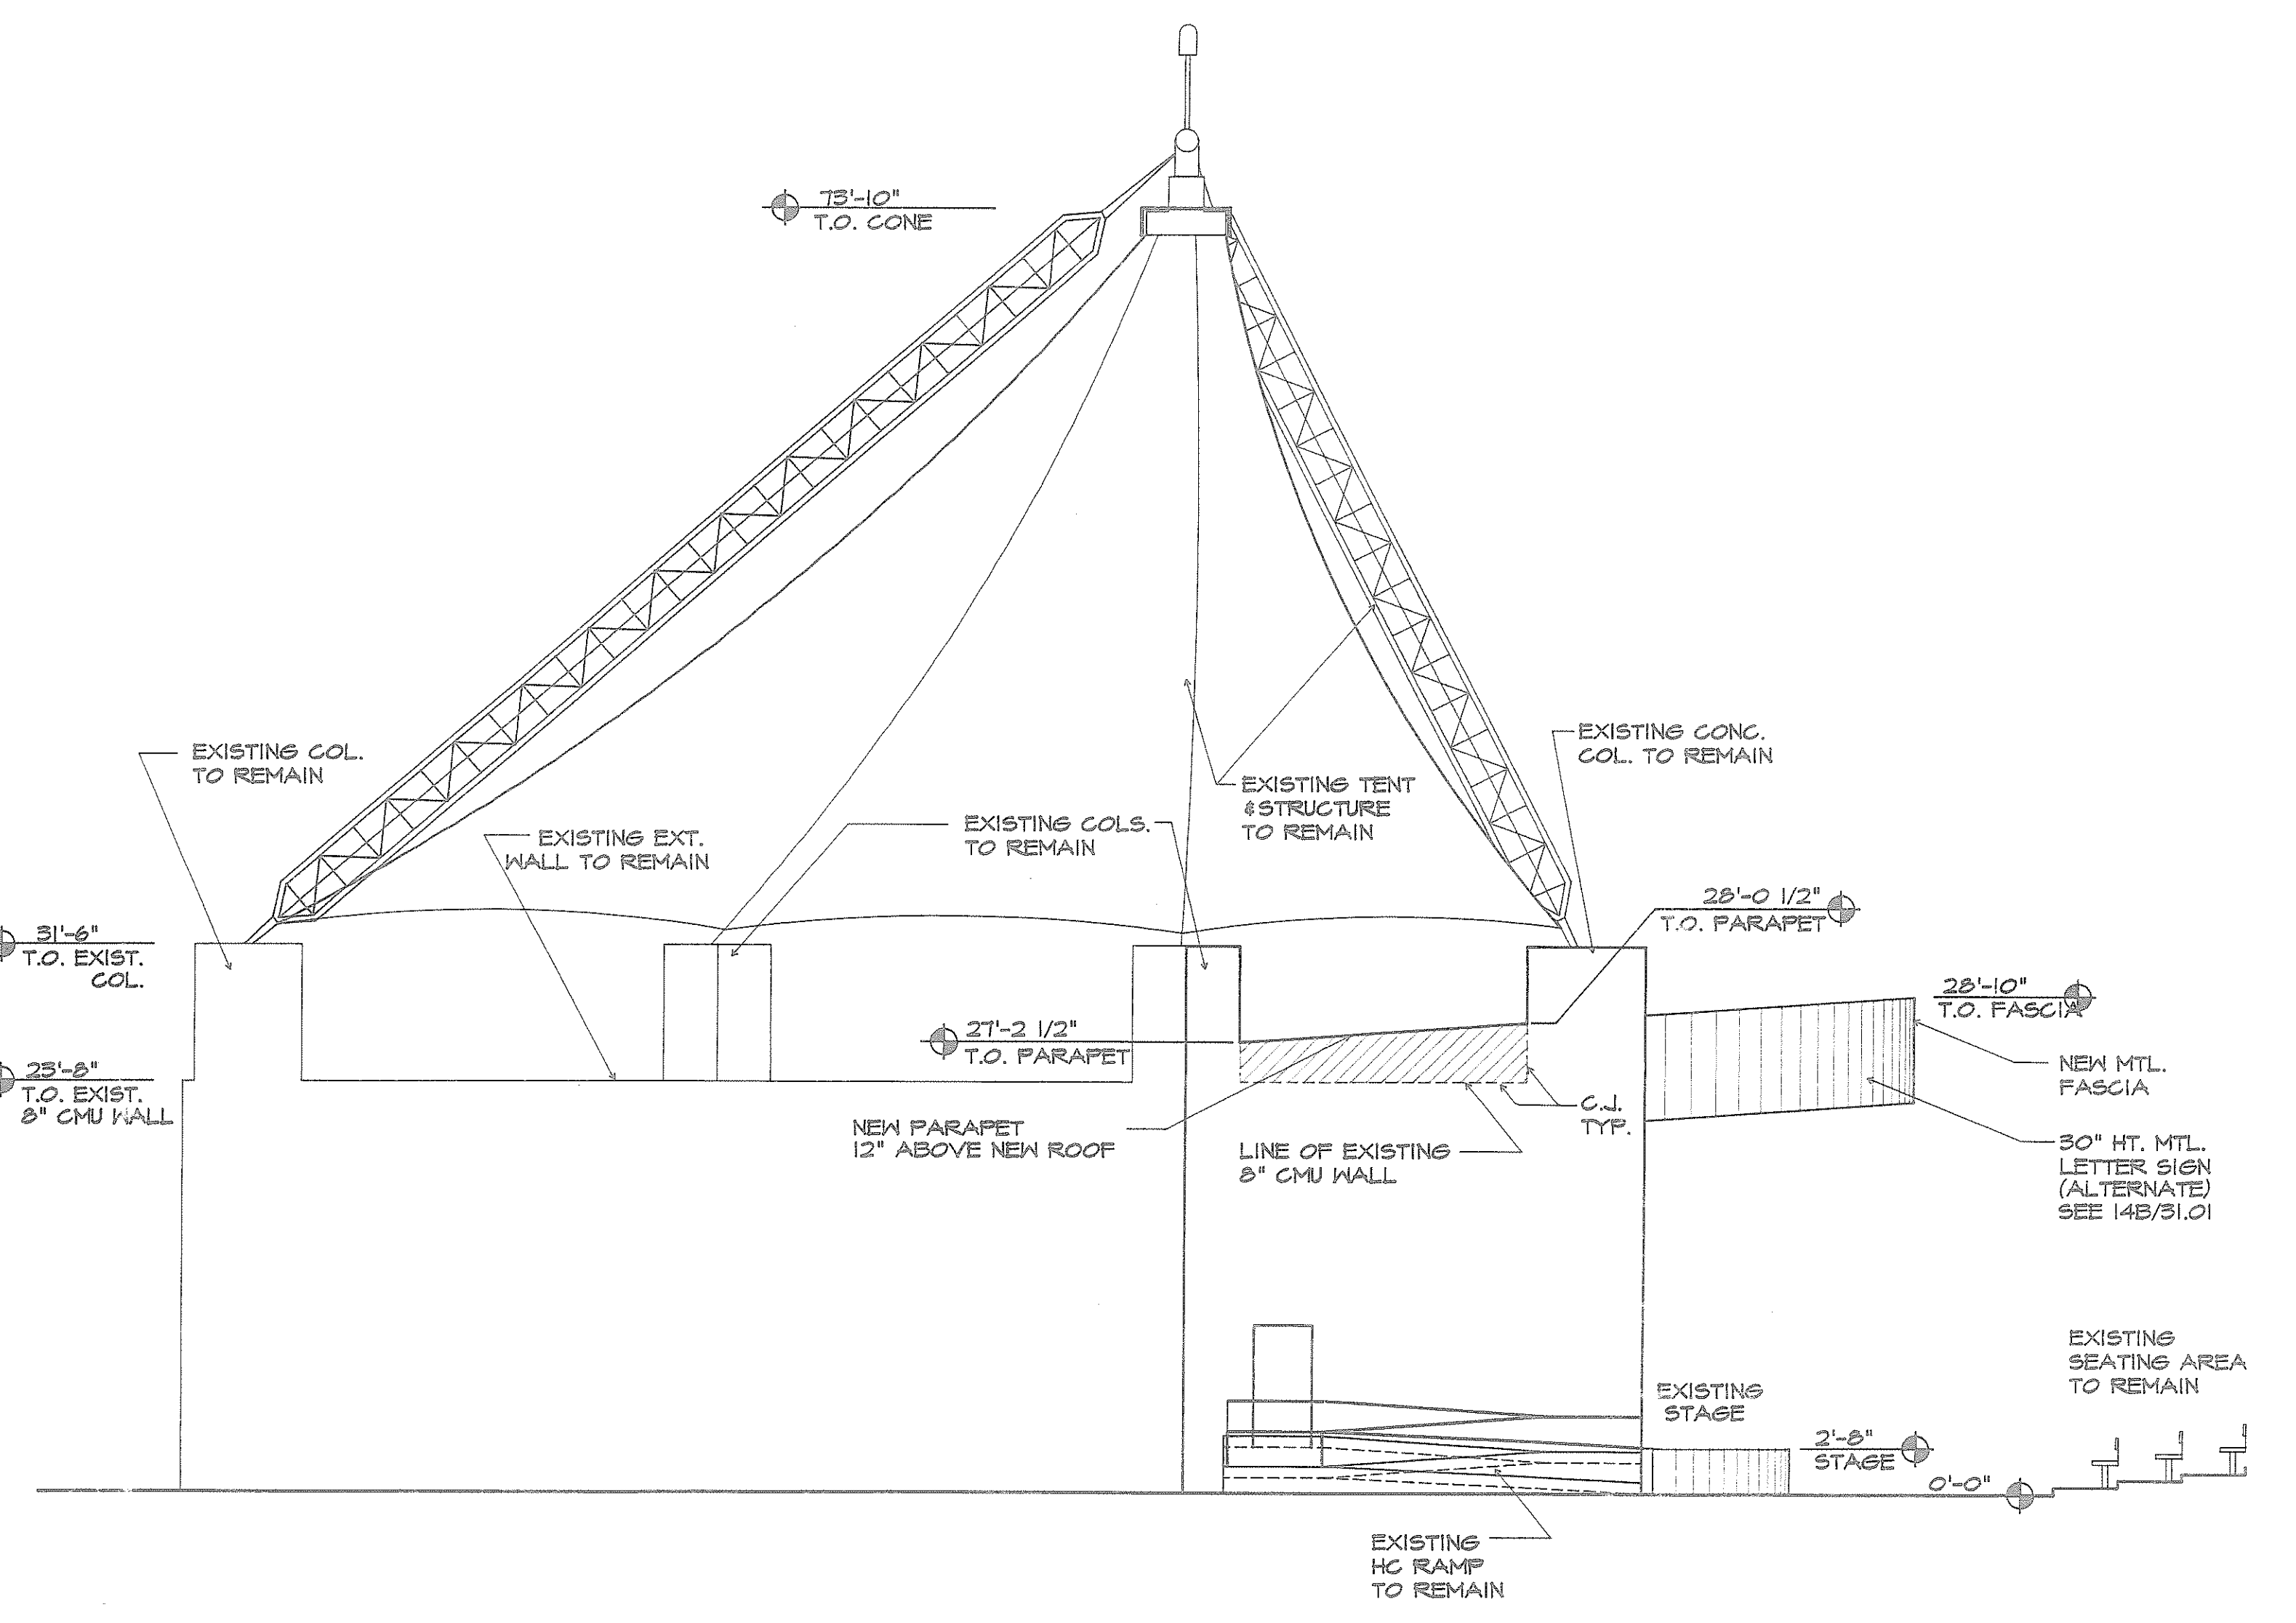 73'-10"
T.O. CONE
EXISTING COL.
TO REMAIN
EXISTING EXT.
WALL TO REMAIN
EXISTING COLS.
TO REMAIN
EXISTING TENT
& STRUCTURE
TO REMAIN
EXISTING CONC.
COL. TO REMAIN
28'-0 1/2"
T.O. PARAPET
31'-6"
T.O. EXIST.
COL.
28'-10"
T.O. FASCIA
27'-2 1/2"
T.O. PARAPET
23'-8"
T.O. EXIST.
8" CMU WALL
NEW MTL.
FASCIA
C.J.
TYP.
NEW PARAPET
12" ABOVE NEW ROOF
LINE OF EXISTING
8" CMU WALL
30" HT. MTL.
LETTER SIGN
(ALTERNATE)
SEE 14B/31.01
EXISTING
SEATING AREA
TO REMAIN
EXISTING
STAGE
2'-8"
STAGE
0'-0"
EXISTING
HC RAMP
TO REMAIN